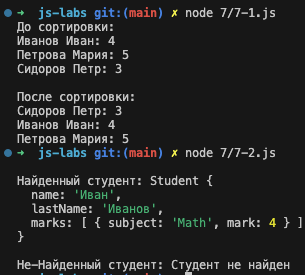 ➜ js-labs git:(main) ✗ node 7/7-1.js
До сортировки:
Иванов Иван: 4
Петрова Мария: 5
Сидоров Петр: 3

После сортировки:
Сидоров Петр: 3
Иванов Иван: 4
Петрова Мария: 5
➜ js-labs git:(main) ✗ node 7/7-2.js

Найденный студент: Student {
  name: 'Иван',
  lastName: 'Иванов',
  marks: [ { subject: 'Math', mark: 4 } ]
}

Не-Найденный студент: Студент не найден